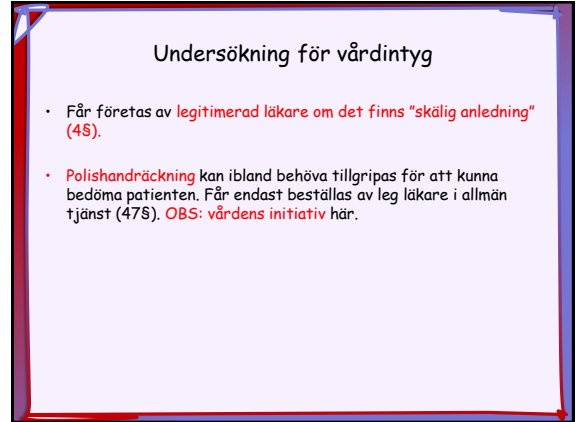 Undersökning för vårdintyg
• Får företas av legitimerad läkare om det finns "skälig anledning"
(4§).
• Polishandräckning kan ibland behöva tillgripas för att kunna
bedöma patienten. Får endast beställas av leg läkare i allmän
tjänst (47§). OBS: vårdens initiativ här.